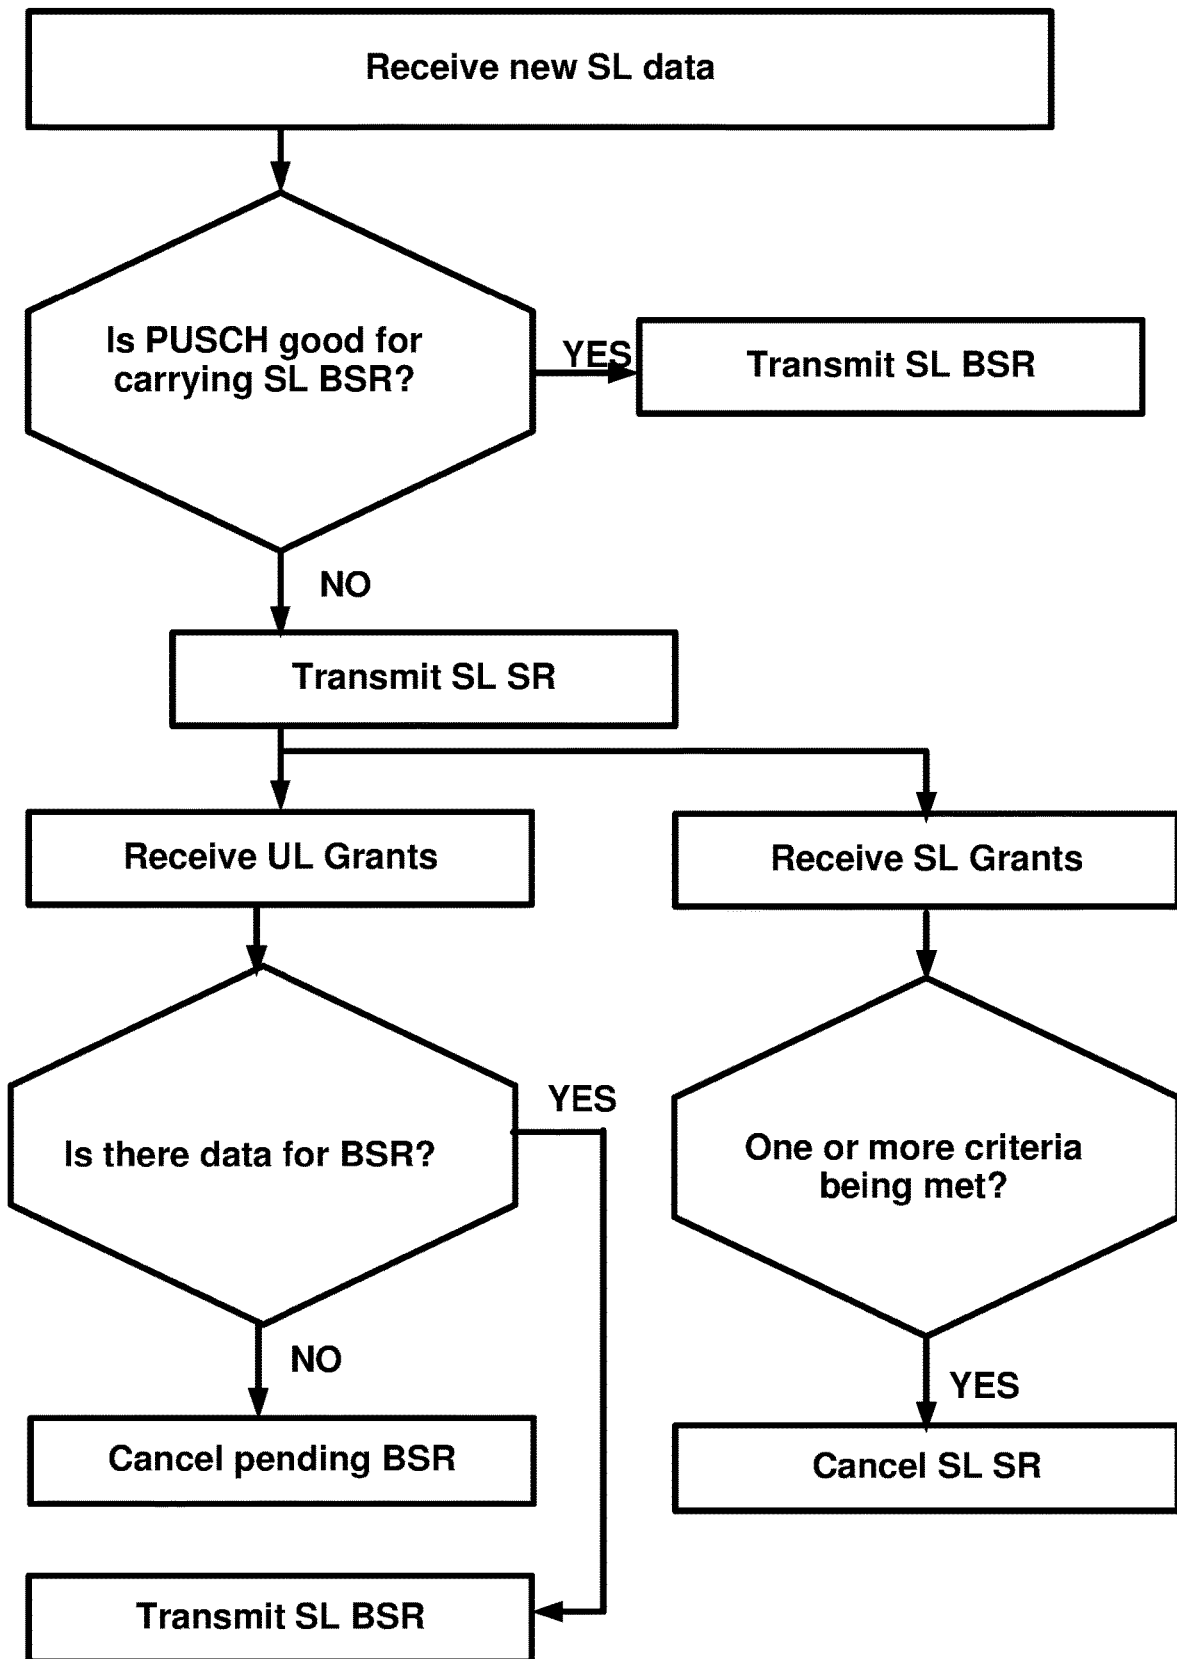 Receive new SL data
Is PUSCH good for
carrying SL BSR?
YES
Transmit SL BSR
NO
Transmit SL SR
Receive UL Grants
Receive SL Grants
Is there data for BSR?
YES
One or more criteria
being met?
NO
YES
Cancel pending BSR
Cancel SL SR
Transmit SL BSR